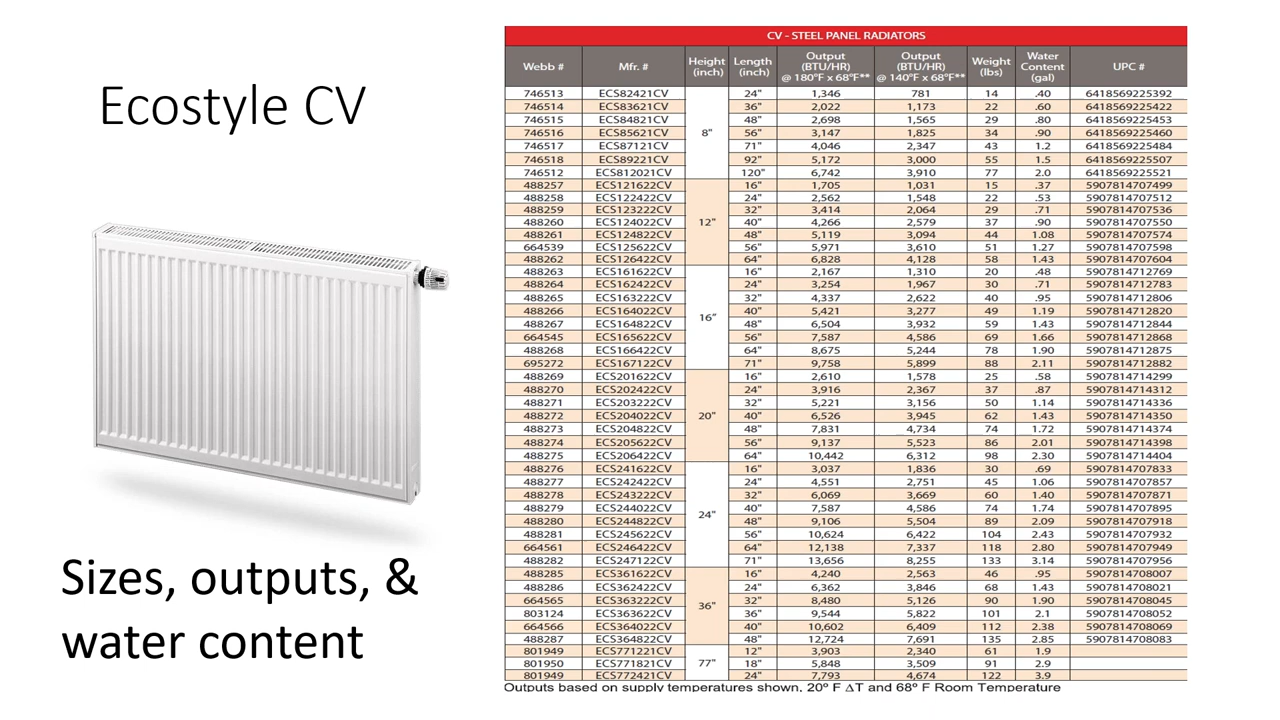 Ecostyle CV
Sizes, outputs, &
water content
CV - STEEL PANEL RADIATORS
Webb # Mfr. # Height (inch) Length (inch) Output (BTU/HR) @ 180°F x 68°F** Output (BTU/HR) @ 140°F x 68°F** Weight (lbs) Water Content (gal) UPC #
746513 ECS82421CV 8" 24" 1,346 781 14 .40 6418569225392
746514 ECS83621CV 36" 2,022 1,173 22 .60 6418569225422
746515 ECS84821CV 48" 2,698 1,565 29 .80 6418569225453
746516 ECS85621CV 56" 3,147 1,825 34 .90 6418569225460
746517 ECS87121CV 71" 4,046 2,347 43 1.2 6418569225484
746518 ECS89221CV 92" 5,172 3,000 55 1.5 6418569225507
746512 ECS812021CV 120" 6,742 3,910 77 2.0 6418569225521
488257 ECS121622CV 12" 16" 1,705 1,031 15 .37 5907814707499
488258 ECS122422CV 24" 2,562 1,548 22 .53 5907814707512
488259 ECS123222CV 32" 3,414 2,064 29 .71 5907814707536
488260 ECS124022CV 40" 4,266 2,579 37 .90 5907814707550
488261 ECS124822CV 48" 5,119 3,094 44 1.08 5907814707574
664539 ECS125622CV 56" 5,971 3,610 51 1.27 5907814707598
488262 ECS126422CV 64" 6,828 4,128 58 1.43 5907814707604
488263 ECS161622CV 16" 16" 2,167 1,310 20 .48 5907814712769
488264 ECS162422CV 24" 3,254 1,967 30 .71 5907814712783
488265 ECS163222CV 32" 4,337 2,622 40 .95 5907814712806
488266 ECS164022CV 40" 5,421 3,277 49 1.19 5907814712820
488267 ECS164822CV 48" 6,504 3,932 59 1.43 5907814712844
664545 ECS165622CV 56" 7,587 4,586 69 1.66 5907814712868
488268 ECS166422CV 64" 8,675 5,244 78 1.90 5907814712875
695272 ECS167122CV 71" 9,758 5,899 88 2.11 5907814712882
488269 ECS201622CV 20" 16" 2,610 1,578 25 .58 5907814714299
488270 ECS202422CV 24" 3,916 2,367 37 .87 5907814714312
488271 ECS203222CV 32" 5,221 3,156 50 1.14 5907814714336
488272 ECS204022CV 40" 6,526 3,945 62 1.43 5907814714350
488273 ECS204822CV 48" 7,831 4,734 74 1.72 5907814714374
488274 ECS205622CV 56" 9,137 5,523 86 2.01 5907814714398
488275 ECS206422CV 64" 10,442 6,312 98 2.30 5907814714404
488276 ECS241622CV 24" 16" 3,037 1,836 30 .69 5907814707833
488277 ECS242422CV 24" 4,551 2,751 45 1.06 5907814707857
488278 ECS243222CV 32" 6,069 3,669 60 1.40 5907814707871
488279 ECS244022CV 40" 7,587 4,586 74 1.74 5907814707895
488280 ECS244822CV 48" 9,106 5,504 89 2.09 5907814707918
488281 ECS245622CV 56" 10,624 6,422 104 2.43 5907814707932
664561 ECS246422CV 64" 12,138 7,337 118 2.80 5907814707949
488282 ECS247122CV 71" 13,656 8,255 133 3.14 5907814707956
488285 ECS361622CV 36" 16" 4,240 2,563 46 .95 5907814708007
488286 ECS362422CV 24" 6,362 3,846 68 1.43 5907814708021
664565 ECS363222CV 32" 8,480 5,126 90 1.90 5907814708045
803124 ECS363622CV 36" 9,544 5,822 101 2.1 5907814708052
664566 ECS364022CV 40" 10,602 6,409 112 2.38 5907814708069
488287 ECS364822CV 48" 12,724 7,691 135 2.85 5907814708083
801949 ECS771221CV 77" 12" 3,903 2,340 61 1.9
801950 ECS771821CV 18" 5,848 3,509 91 2.9
801949 ECS772421CV 24" 7,793 4,674 122 3.9
Outputs based on supply temperatures shown, 20º F ΔT and 68º F Room Temperature